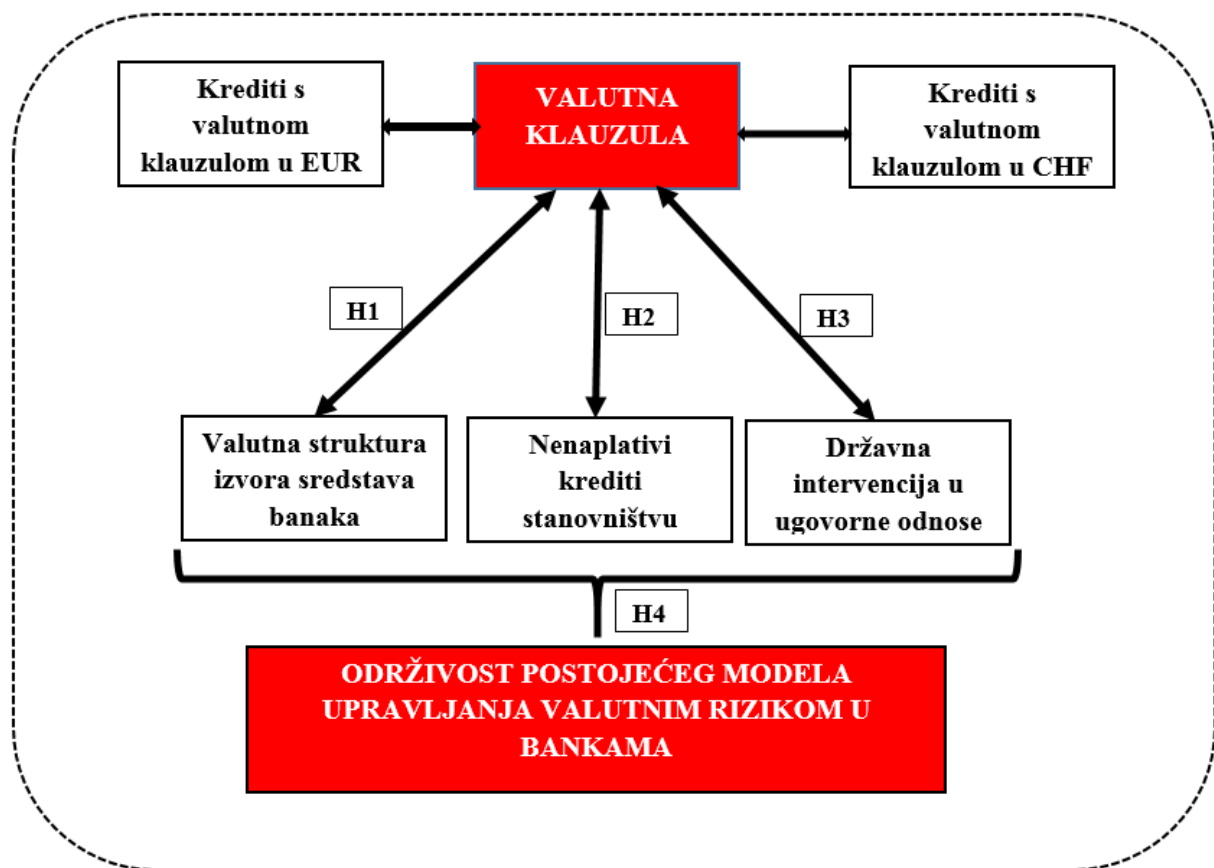 Krediti s
valutnom
klauzulom u EUR
VALUTNA
KLAUZULA
Krediti s
valutnom
klauzulom u CHF
H1
H2
H3
Valutna struktura
izvora sredstava
banaka
Nenaplativi
krediti
stanovništvu
Državna
intervencija u
ugovorne odnose
H4
ODRŽIVOST POSTOJEĆEG MODELA
UPRAVLJANJA VALUTNIM RIZIKOM U
BANKAMA